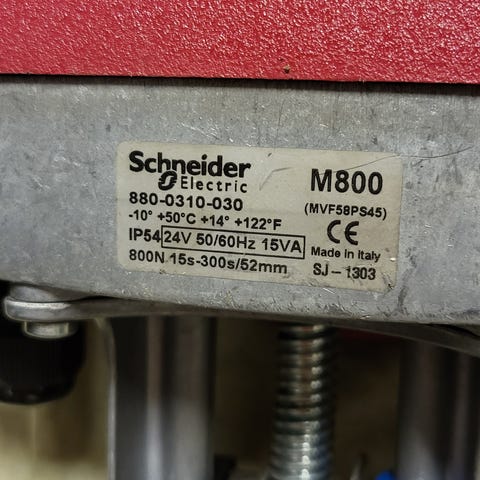 Schneider
Electric
M800
880-0310-030
(MVF58PS45)
-10° +50°C +14° +122°F
IP54 24V 50/60Hz 15VA
CE
Made in italy
800N 15s-300s/52mm
SJ-1303